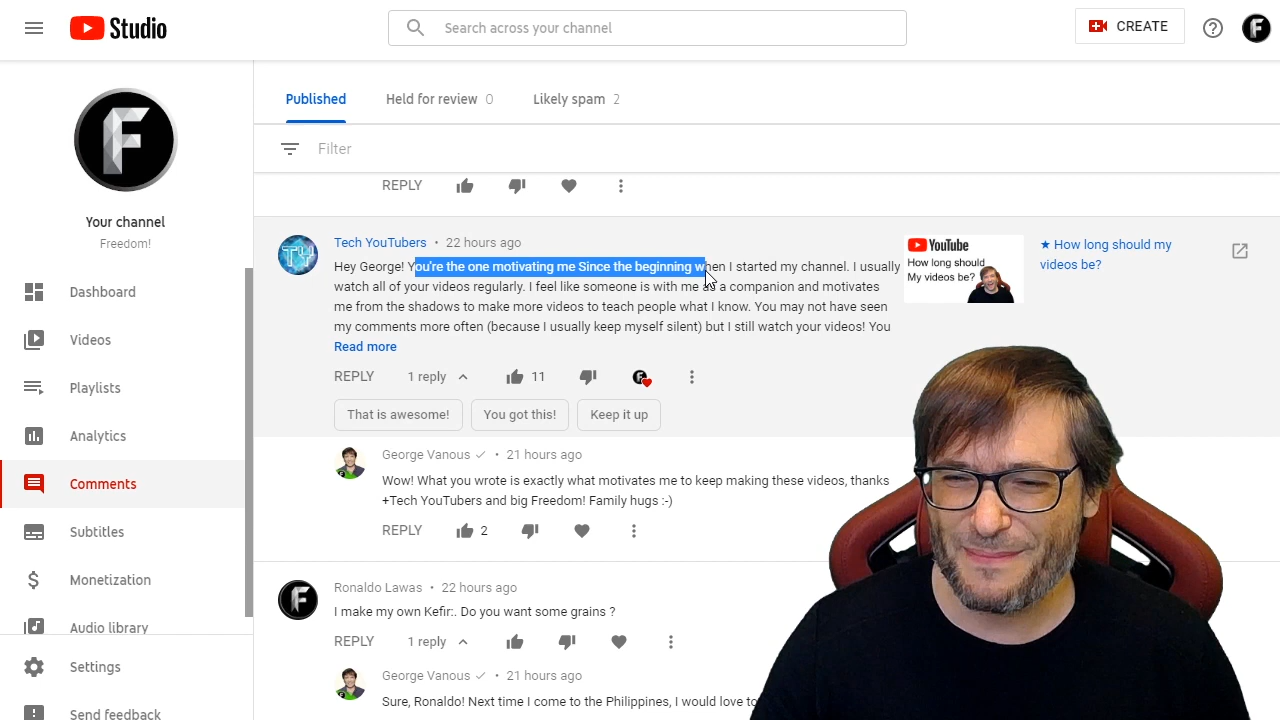 Studio
Search across your channel
CREATE
F
F
Your channel
Freedom!
Dashboard
Videos
Playlists
Analytics
Comments
Subtitles
Monetization
Audio library
Settings
Send feedback
Published
Held for review 0
Likely spam 2
Filter
REPLY
TY
Tech YouTubers • 22 hours ago
Hey George! You're the one motivating me Since the beginning when I started my channel. I usually
watch all of your videos regularly. I feel like someone is with me as a companion and motivates
me from the shadows to make more videos to teach people what I know. You may not have seen
my comments more often (because I usually keep myself silent) but I still watch your videos! You
Read more
YouTube
How long should
My videos be?
★ How long should my
videos be?
REPLY 1 reply 11
F
That is awesome! You got this! Keep it up
George Vanous • 21 hours ago
Wow! What you wrote is exactly what motivates me to keep making these videos, thanks
+Tech YouTubers and big Freedom! Family hugs :-)
REPLY 2
F
Ronaldo Lawas • 22 hours ago
I make my own Kefir:. Do you want some grains ?
REPLY 1 reply
George Vanous • 21 hours ago
Sure, Ronaldo! Next time I come to the Philippines, I would love to